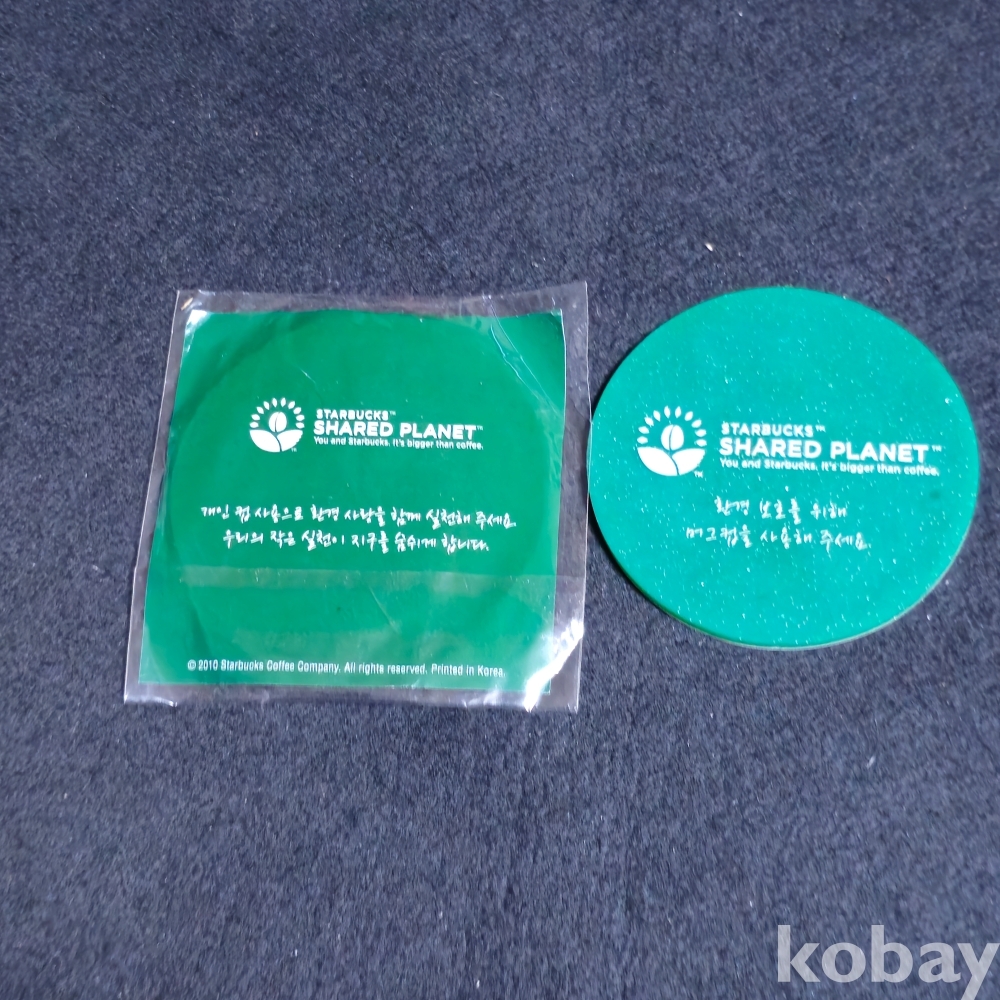 STARBUCKS™
SHARED PLANET™
You and Starbucks. It's bigger than coffee.
TM
개인 컵 사용으로 환경 사랑을 함께 실천해 주세요.
우리의 작은 실천이 지구를 숨쉬게 합니다.
© 2010 Starbucks Coffee Company. All rights reserved. Printed in Korea.
STARBUCKS™
SHARED PLANET™
You and Starbucks. It's bigger than coffee.
TM
환경 보호를 위해
머그컵을 사용해 주세요.
kobay